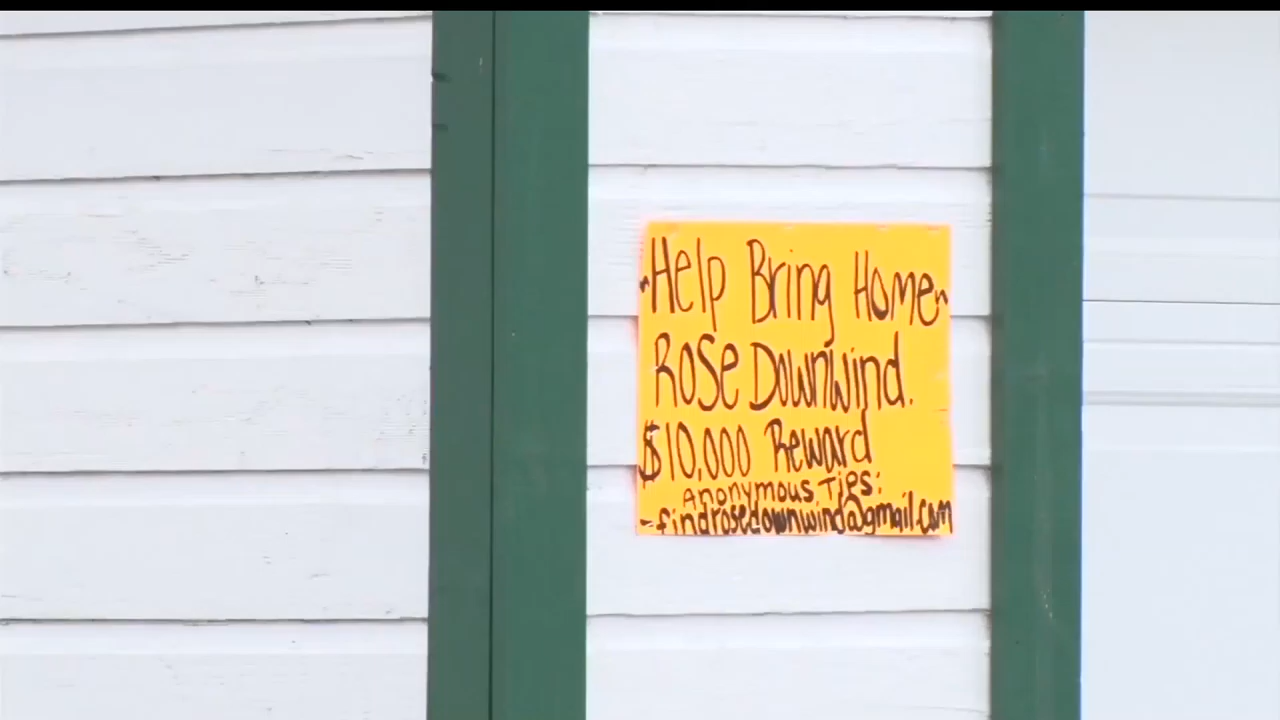 ~Help Bring Home~
Rose Downwind.
$10,000 Reward
Anonymous Tips:
~findrosedownwind@gmail.com